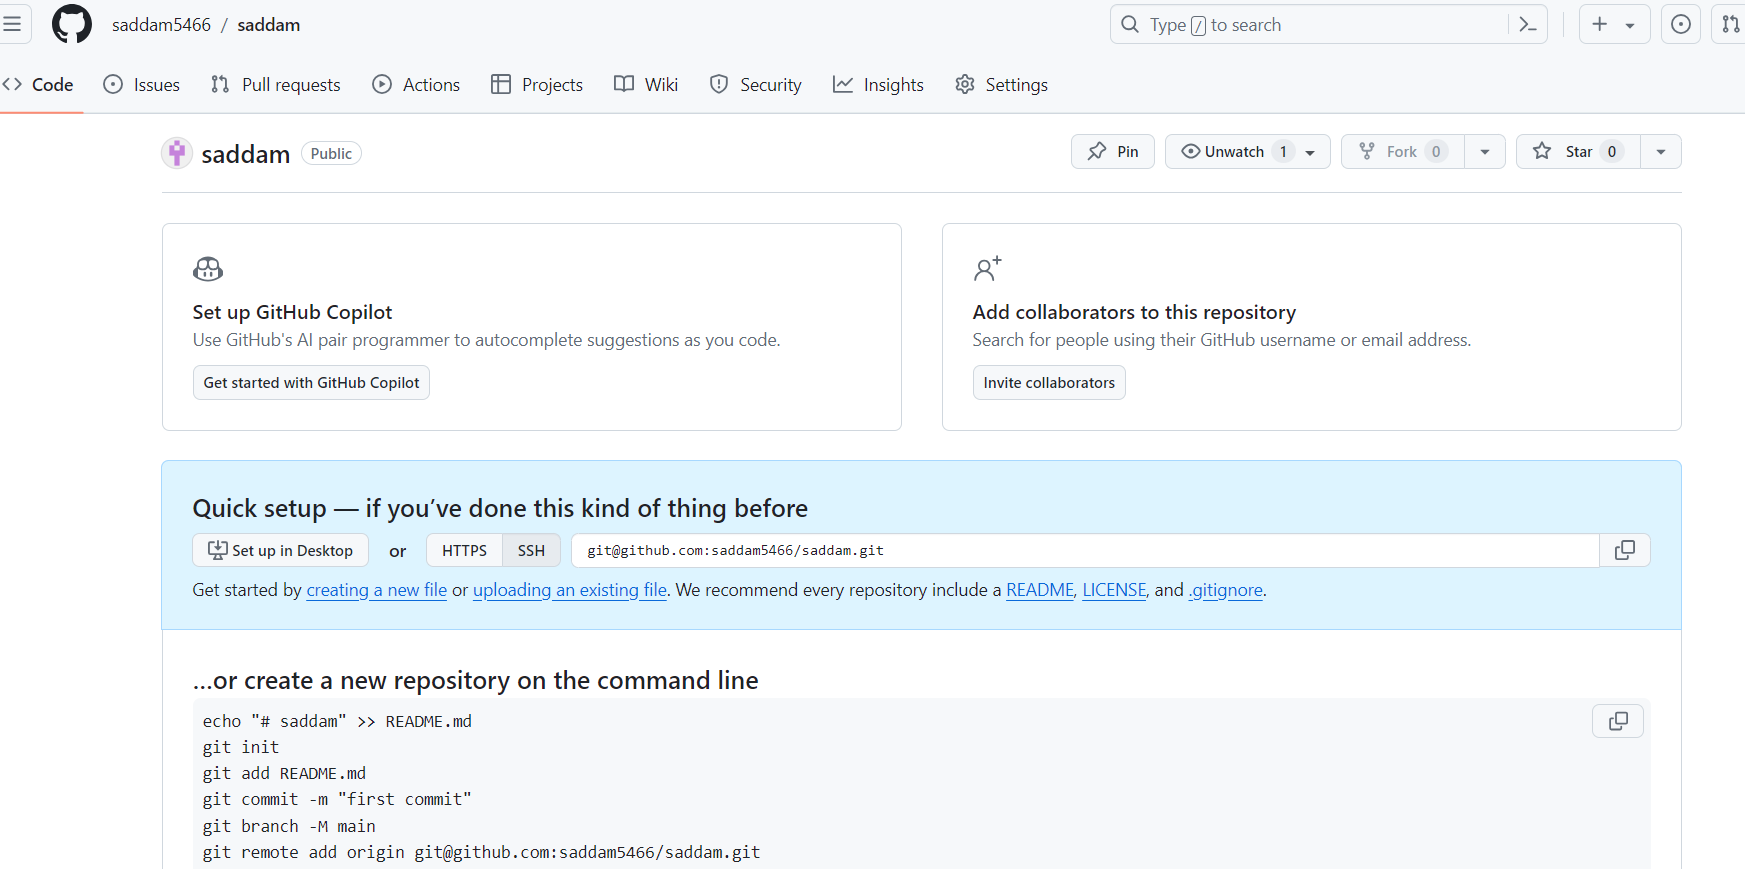 saddam5466 / saddam
Type / to search
Code Issues Pull requests Actions Projects Wiki Security Insights Settings
saddam Public
Pin Unwatch 1 Fork 0 Star 0
Set up GitHub Copilot
Use GitHub's AI pair programmer to autocomplete suggestions as you code.
Get started with GitHub Copilot
Add collaborators to this repository
Search for people using their GitHub username or email address.
Invite collaborators
Quick setup — if you’ve done this kind of thing before
Set up in Desktop or HTTPS SSH git@github.com:saddam5466/saddam.git
Get started by creating a new file or uploading an existing file. We recommend every repository include a README, LICENSE, and .gitignore.
…or create a new repository on the command line
echo "# saddam" >> README.md
git init
git add README.md
git commit -m "first commit"
git branch -M main
git remote add origin git@github.com:saddam5466/saddam.git